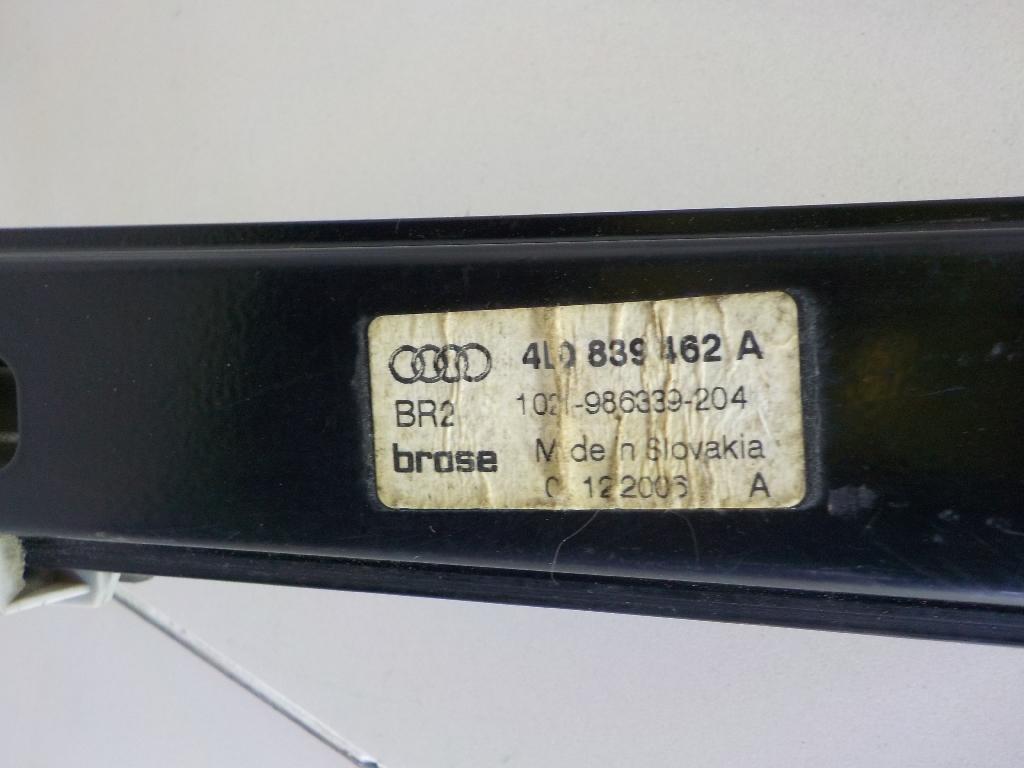 4L0 839 462 A
BR2
-986339-204
brose
Made in Slovakia
12 2006 A